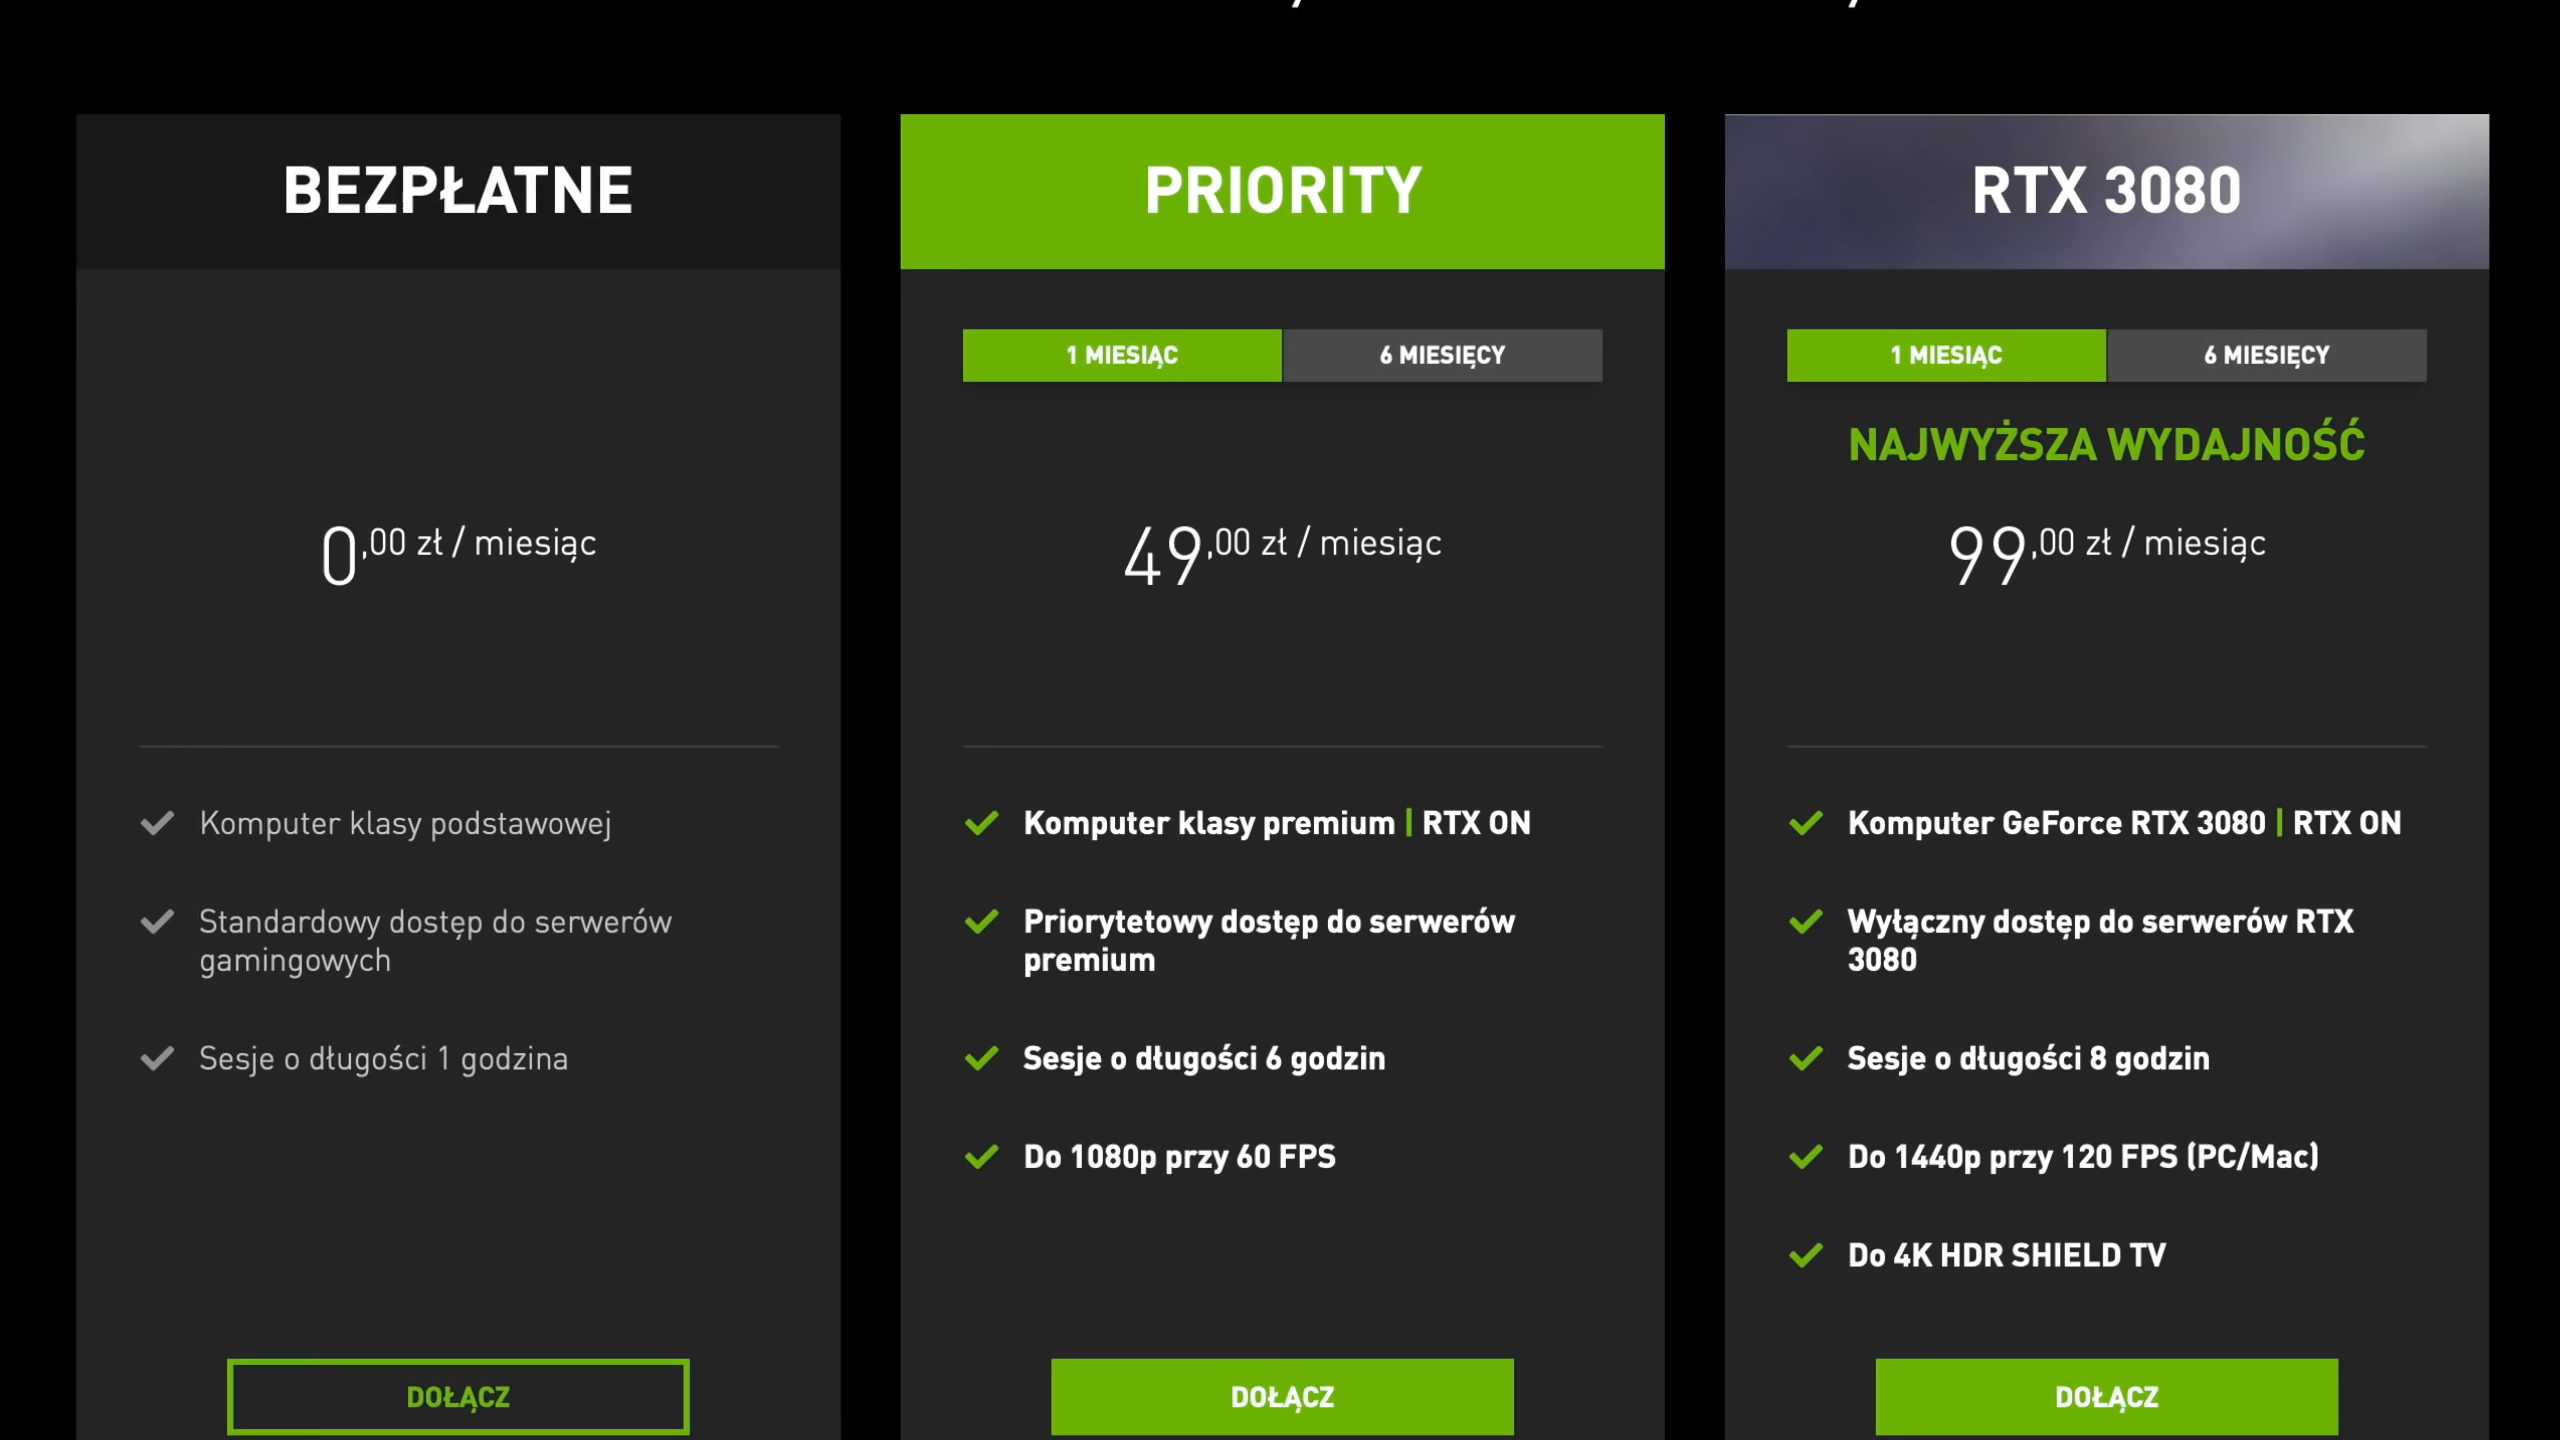 BEZPŁATNE
0,00 zł / miesiąc
Komputer klasy podstawowej
Standardowy dostęp do serwerów
gamingowych
Sesje o długości 1 godzina
DOŁĄCZ
PRIORITY
1 MIESIĄC
6 MIESIĘCY
49,00 zł / miesiąc
Komputer klasy premium | RTX ON
Priorytetowy dostęp do serwerów
premium
Sesje o długości 6 godzin
Do 1080p przy 60 FPS
DOŁĄCZ
RTX 3080
1 MIESIĄC
6 MIESIĘCY
NAJWYŻSZA WYDAJNOŚĆ
99,00 zł / miesiąc
Komputer GeForce RTX 3080 | RTX ON
Wyłączny dostęp do serwerów RTX
3080
Sesje o długości 8 godzin
Do 1440p przy 120 FPS (PC/Mac)
Do 4K HDR SHIELD TV
DOŁĄCZ